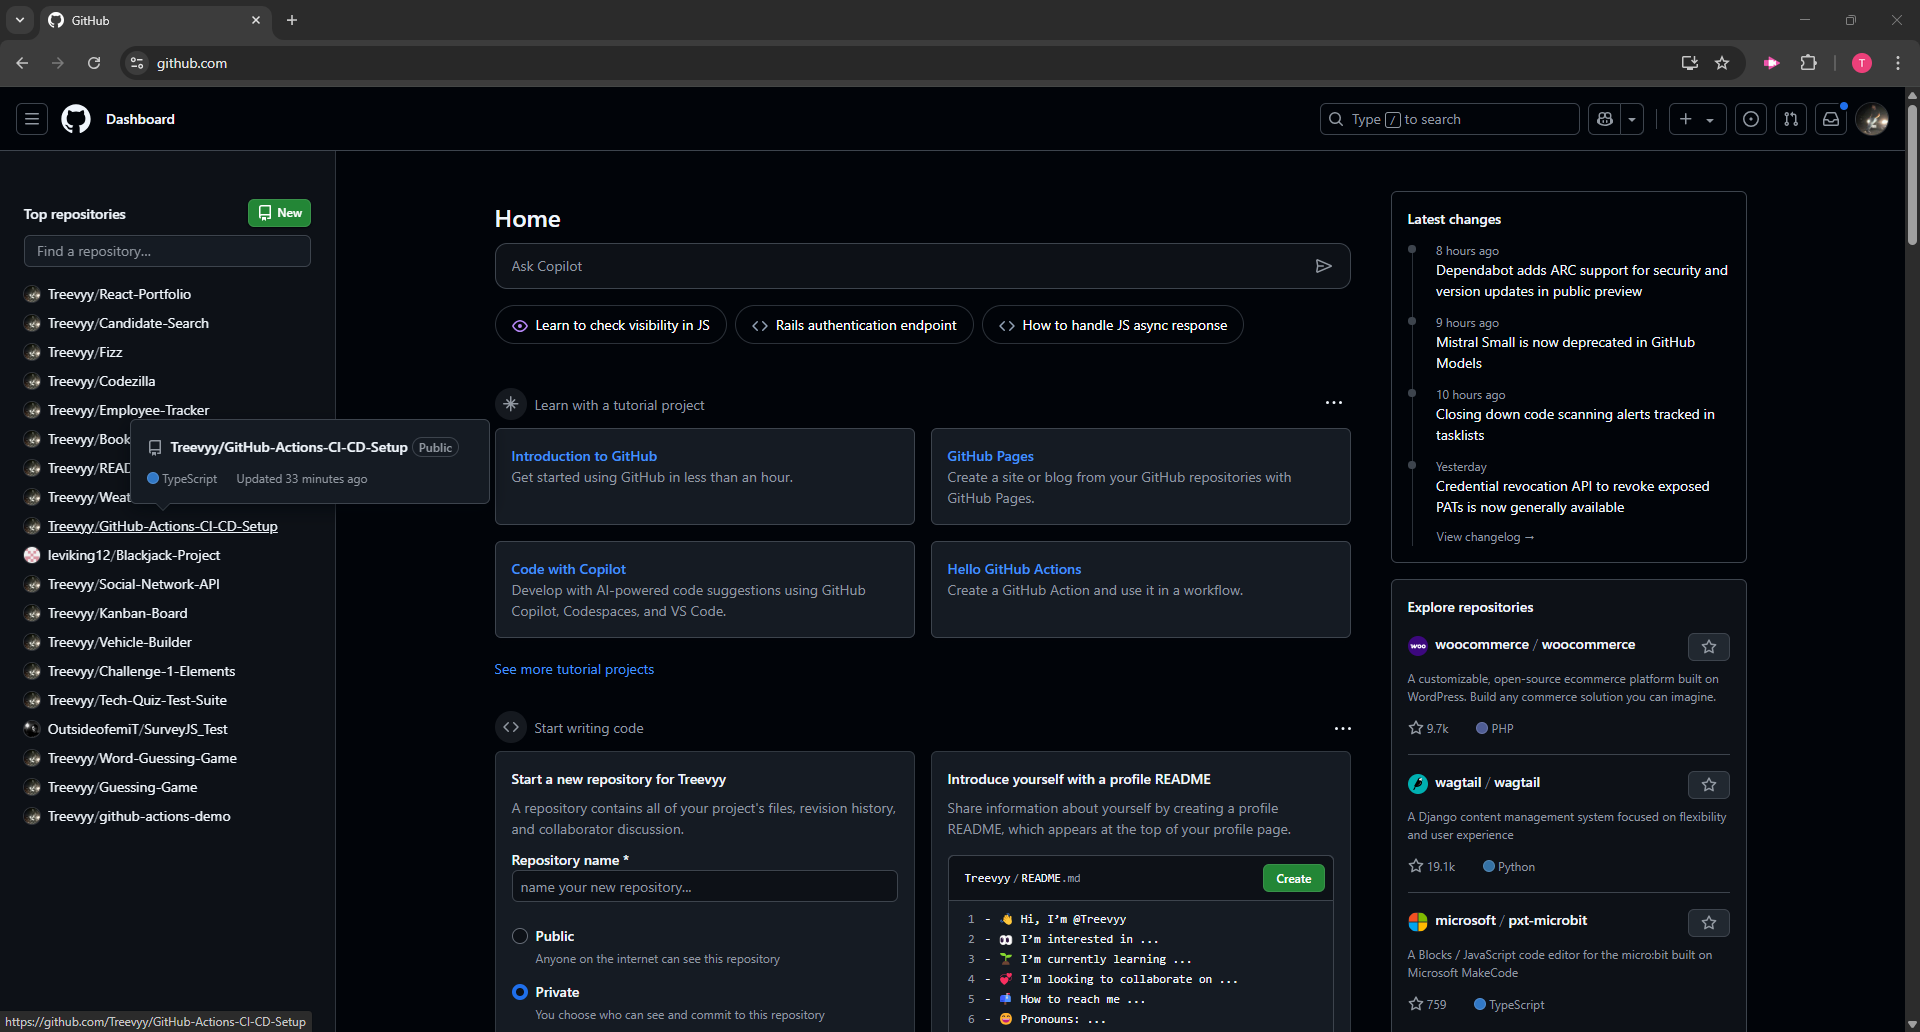 GitHub
github.com
Dashboard
Type / to search
Top repositories
New
Find a repository...
Treevyy/React-Portfolio
Treevyy/Candidate-Search
Treevyy/Fizz
Treevyy/Codezilla
Treevyy/Employee-Tracker
Treevyy/Book
Treevyy/READ
Treevyy/Weat
Treevyy/GitHub-Actions-CI-CD-Setup Public
TypeScript Updated 33 minutes ago
Treevyy/GitHub-Actions-CI-CD-Setup
leviking12/Blackjack-Project
Treevyy/Social-Network-API
Treevyy/Kanban-Board
Treevyy/Vehicle-Builder
Treevyy/Challenge-1-Elements
Treevyy/Tech-Quiz-Test-Suite
OutsideofemiT/SurveyJS_Test
Treevyy/Word-Guessing-Game
Treevyy/Guessing-Game
Treevyy/github-actions-demo
https://github.com/Treevyy/GitHub-Actions-CI-CD-Setup
Home
Ask Copilot
Learn to check visibility in JS
Rails authentication endpoint
How to handle JS async response
Learn with a tutorial project
Introduction to GitHub
Get started using GitHub in less than an hour.
GitHub Pages
Create a site or blog from your GitHub repositories with
GitHub Pages.
Code with Copilot
Develop with AI-powered code suggestions using GitHub
Copilot, Codespaces, and VS Code.
Hello GitHub Actions
Create a GitHub Action and use it in a workflow.
See more tutorial projects
Start writing code
Start a new repository for Treevyy
A repository contains all of your project's files, revision history,
and collaborator discussion.
Repository name *
name your new repository...
Public
Anyone on the internet can see this repository
Private
You choose who can see and commit to this repository
Introduce yourself with a profile README
Share information about yourself by creating a profile
README, which appears at the top of your profile page.
Treevyy / README.md
Create
1 - 👋 Hi, I’m @Treevyy
2 - 👀 I’m interested in ...
3 - 🌱 I’m currently learning ...
4 - 💞️ I’m looking to collaborate on ...
5 - 📫 How to reach me ...
6 - 😄 Pronouns: ...
Latest changes
8 hours ago
Dependabot adds ARC support for security and
version updates in public preview
9 hours ago
Mistral Small is now deprecated in GitHub
Models
10 hours ago
Closing down code scanning alerts tracked in
tasklists
Yesterday
Credential revocation API to revoke exposed
PATs is now generally available
View changelog →
Explore repositories
woo
woocommerce / woocommerce
A customizable, open-source ecommerce platform built on
WordPress. Build any commerce solution you can imagine.
9.7k PHP
wagtail / wagtail
A Django content management system focused on flexibility
and user experience
19.1k Python
microsoft / pxt-microbit
A Blocks / JavaScript code editor for the micro:bit built on
Microsoft MakeCode
759 TypeScript
T